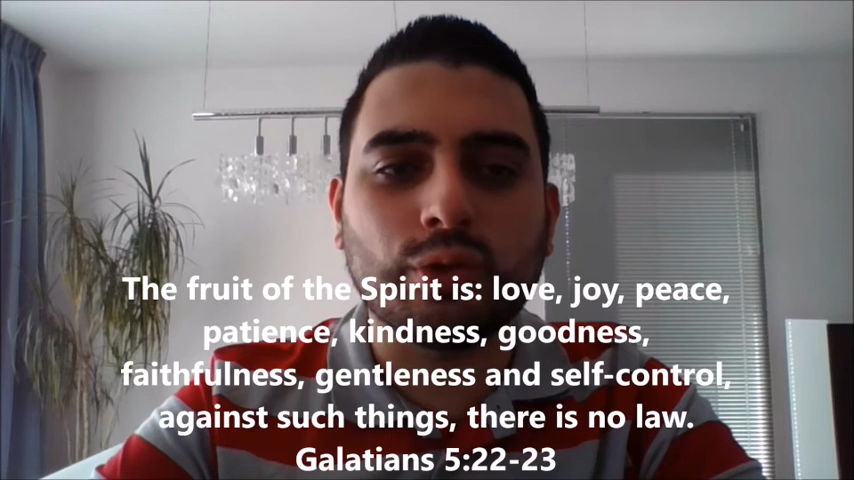 The fruit of the Spirit is: love, joy, peace,
patience, kindness, goodness,
faithfulness, gentleness and self-control,
against such things, there is no law.
Galatians 5:22-23